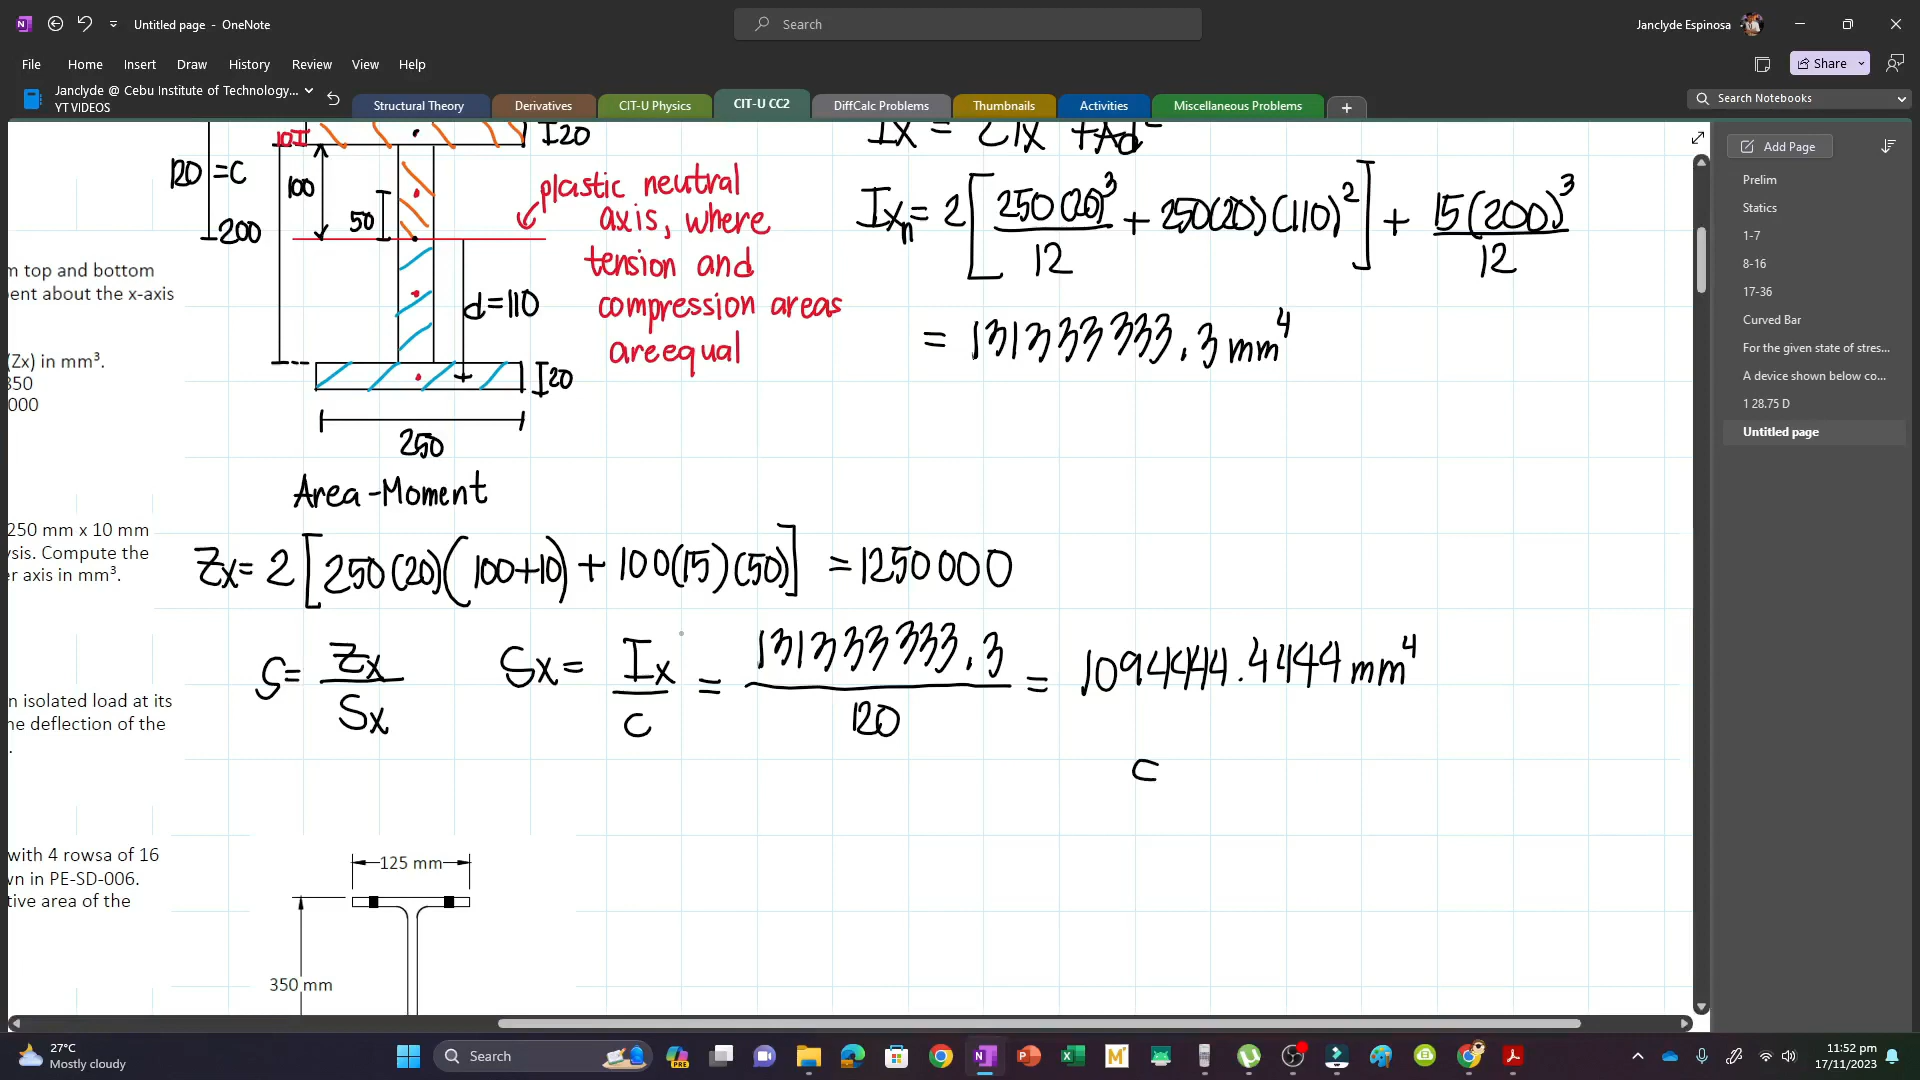 Untitled page - OneNote
Search
Janclyde Espinosa
File Home Insert Draw History Review View Help
Share
Janclyde @ Cebu Institute of Technology...
YT VIDEOS
Structural Theory Derivatives CIT-U Physics CIT-U CC2 DiffCalc Problems Thumbnails Activities Miscellaneous Problems +
Search Notebooks
Add Page
Prelim
Statics
1-7
8-16
17-36
Curved Bar
For the given state of stres...
A device shown below co...
1 28.75 D
Untitled page
10
20
120 = C
100
50
200
plastic neutral
axis, where
tension and
compression areas
are equal
d=110
20
250
Area-Moment
Ix = ΣIx + Ad²
Ixn = 2[250(20)³/12 + 250(20)(110)²] + 15(200)³/12
= 131333333.3 mm⁴
m top and bottom
ent about the x-axis
(Zx) in mm³.
350
000
250 mm x 10 mm
ysis. Compute the
er axis in mm³.
n isolated load at its
ne deflection of the
.
with 4 rowsa of 16
wn in PE-SD-006.
tive area of the
Zx = 2[250(20)(100+10) + 100(15)(50)] = 1250000
S = Zx/Sx
Sx = Ix/c = 131333333.3/120 = 1094444.4444 mm⁴
c
125 mm
350 mm
27°C
Mostly cloudy
Search
PRE
11:52 pm
17/11/2023